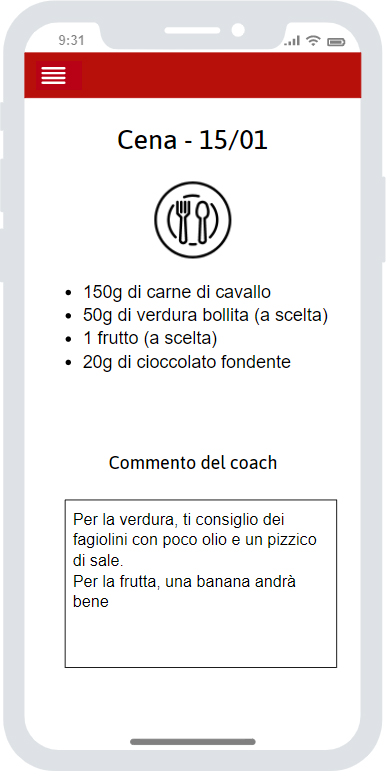 9:31
Cena - 15/01
• 150g di carne di cavallo
• 50g di verdura bollita (a scelta)
• 1 frutto (a scelta)
• 20g di cioccolato fondente
Commento del coach
Per la verdura, ti consiglio dei
fagiolini con poco olio e un pizzico
di sale.
Per la frutta, una banana andrà
bene